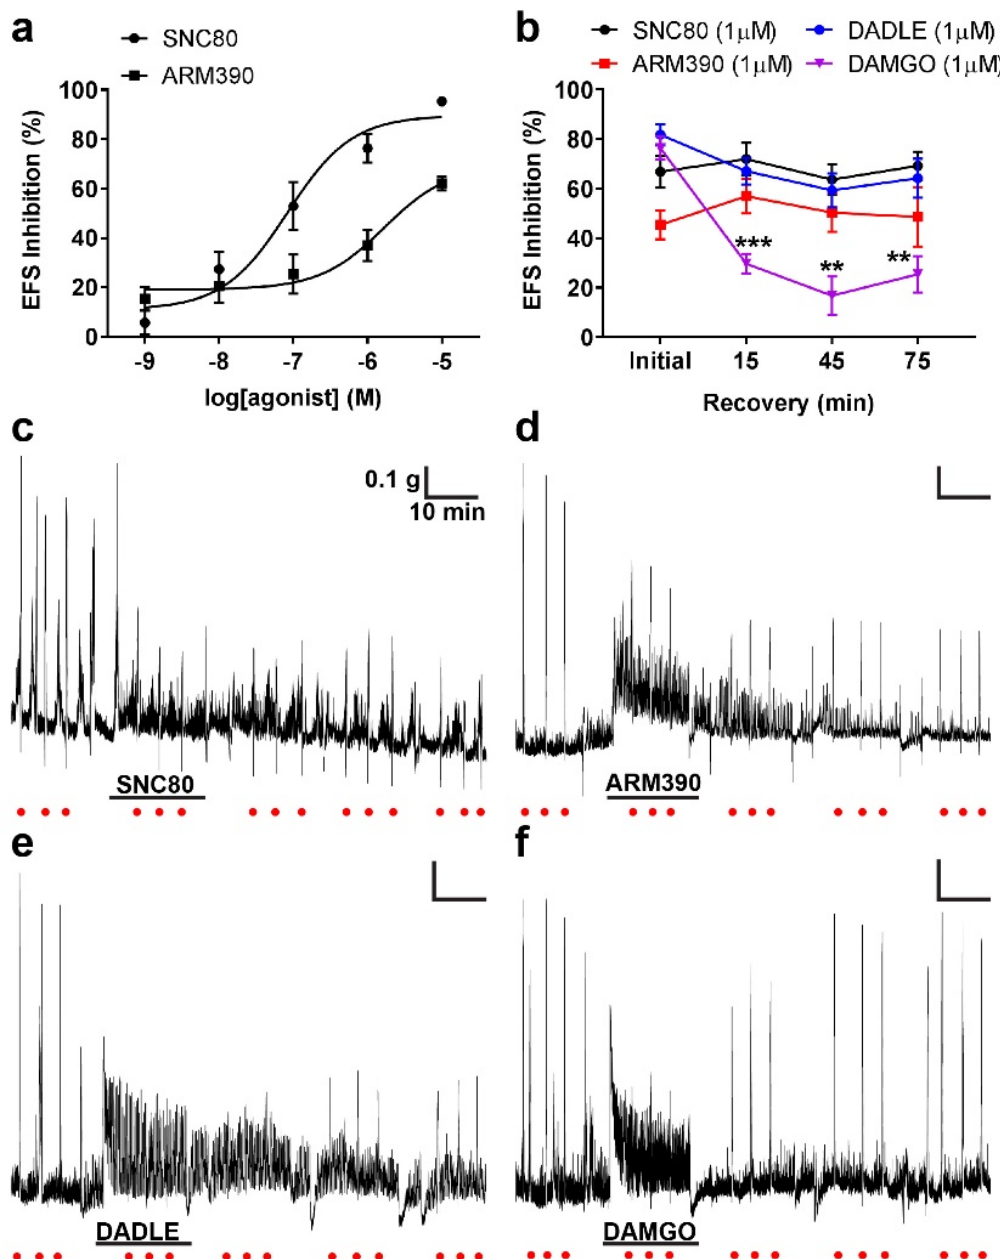 a
SNC80
ARM390
EFS Inhibition (%)
100
80
60
40
20
0
-9 -8 -7 -6 -5
log[agonist] (M)
b
SNC80 (1μM) DADLE (1μM)
ARM390 (1μM) DAMGO (1μM)
EFS Inhibition (%)
100
80
60
40
20
0
*** ** **
Initial 15 45 75
Recovery (min)
c
0.1 g
10 min
SNC80
d
ARM390
e
DADLE
f
DAMGO